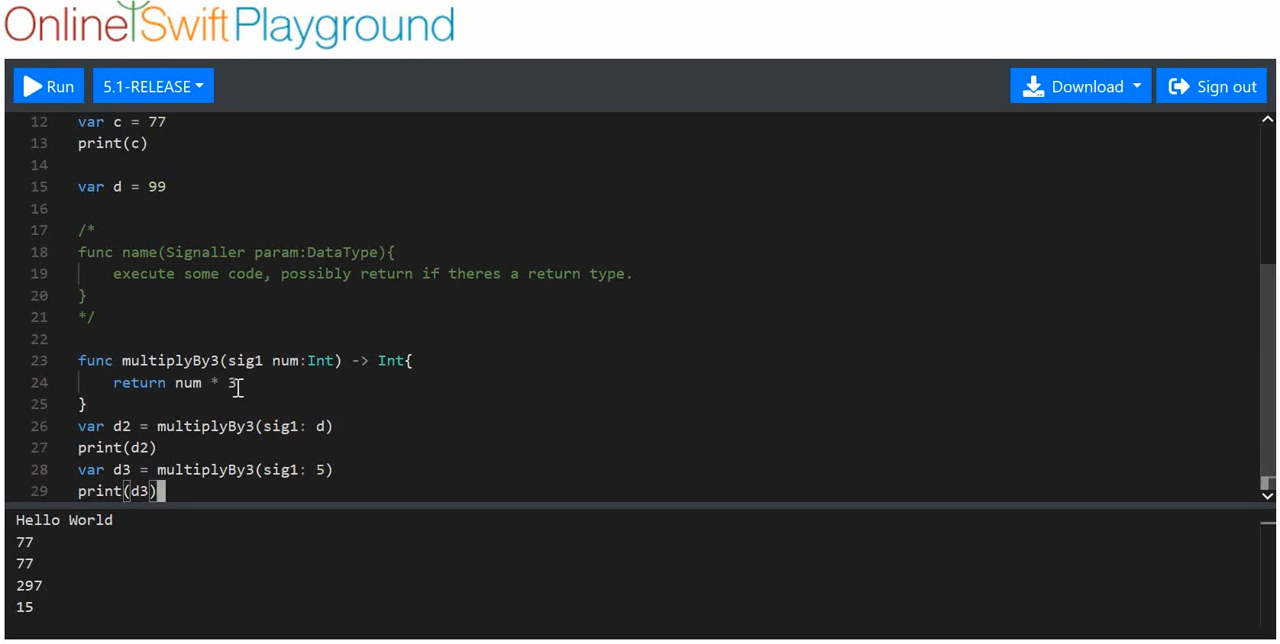 OnlineSwiftPlayground
Run 5.1-RELEASE Download Sign out
12 var c = 77
13 print(c)
14
15 var d = 99
16
17 /*
18 func name(Signaller param:DataType){
19 execute some code, possibly return if theres a return type.
20 }
21 */
22
23 func multiplyBy3(sig1 num:Int) -> Int{
24 return num * 3
25 }
26 var d2 = multiplyBy3(sig1: d)
27 print(d2)
28 var d3 = multiplyBy3(sig1: 5)
29 print(d3)
Hello World
77
77
297
15